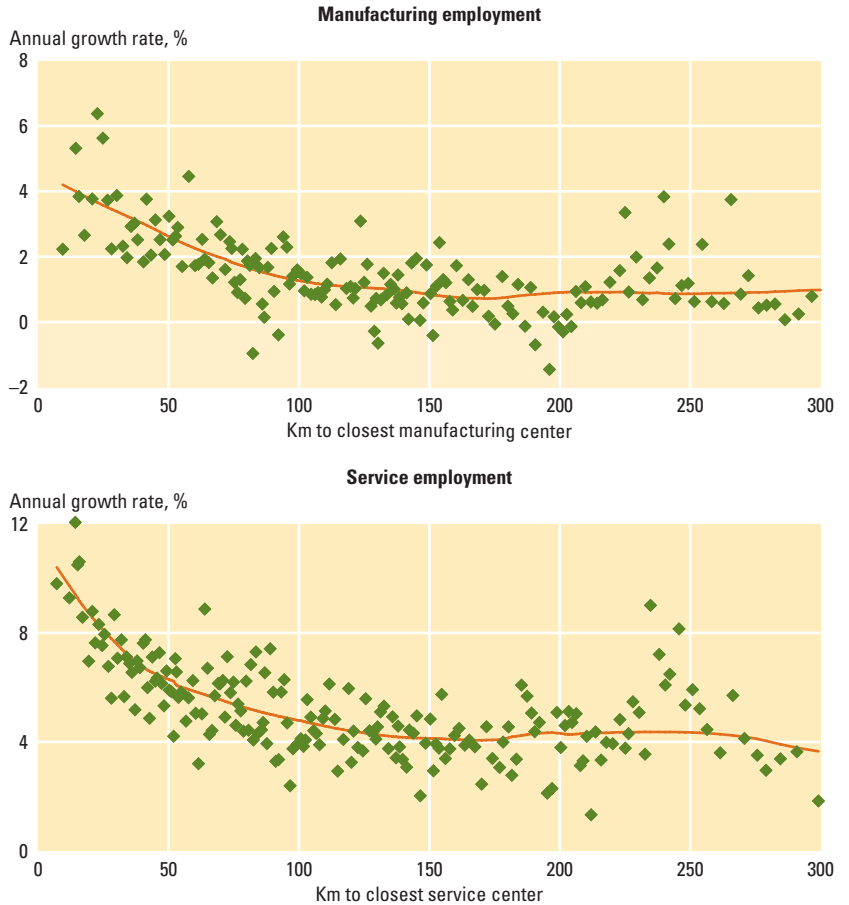 Manufacturing employment
Annual growth rate, %
8
6
4
2
0
–2
0 50 100 150 200 250 300
Km to closest manufacturing center
Service employment
Annual growth rate, %
12
8
4
0
0 50 100 150 200 250 300
Km to closest service center